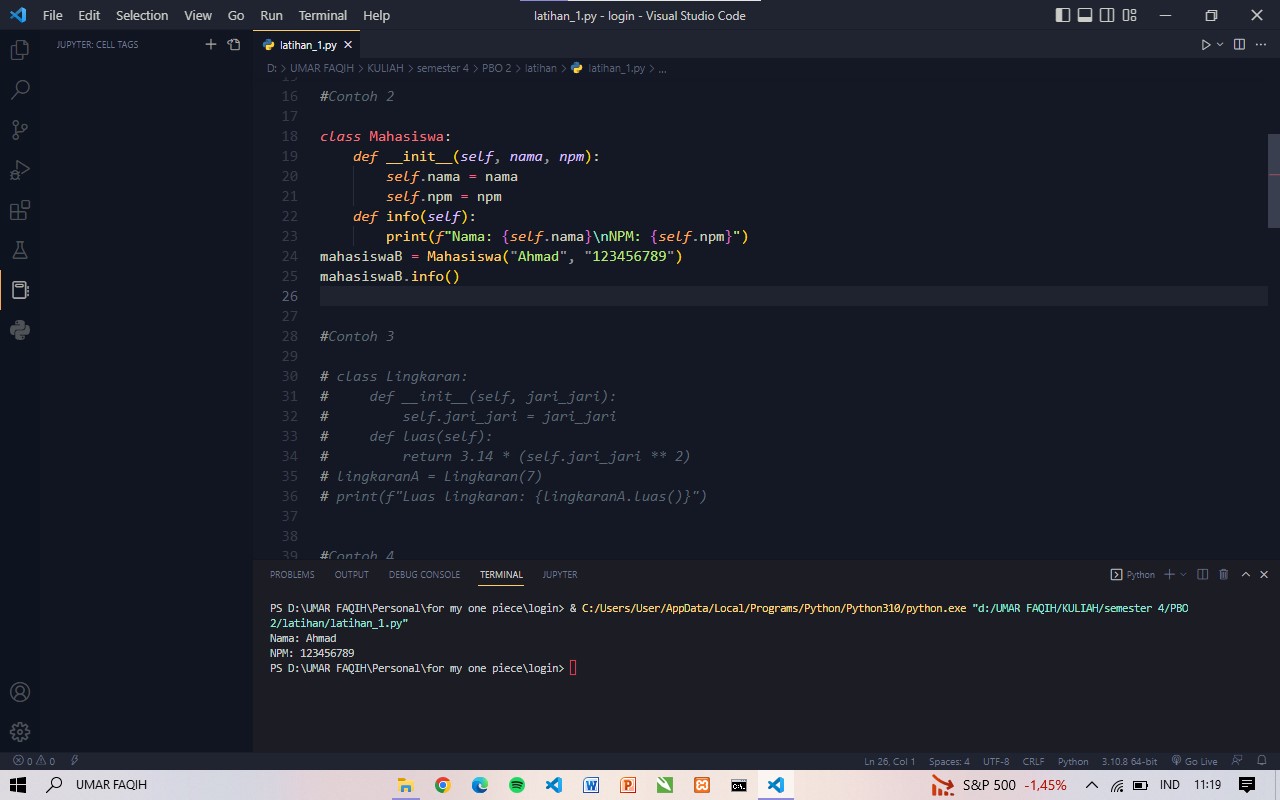 File Edit Selection View Go Run Terminal Help latihan_1.py - login - Visual Studio Code
JUPYTER: CELL TAGS
latihan_1.py
D: > UMAR FAQIH > KULIAH > semester 4 > PBO 2 > latihan > latihan_1.py > ...
16 #Contoh 2
17
18 class Mahasiswa:
19     def __init__(self, nama, npm):
20         self.nama = nama
21         self.npm = npm
22     def info(self):
23         print(f"Nama: {self.nama}\nNPM: {self.npm}")
24 mahasiswaB = Mahasiswa("Ahmad", "123456789")
25 mahasiswaB.info()
26
27
28 #Contoh 3
29
30 # class Lingkaran:
31 #     def __init__(self, jari_jari):
32 #         self.jari_jari = jari_jari
33 #     def luas(self):
34 #         return 3.14 * (self.jari_jari ** 2)
35 # lingkaranA = Lingkaran(7)
36 # print(f"Luas lingkaran: {lingkaranA.luas()}")
37
38
39 #Contoh 4
PROBLEMS OUTPUT DEBUG CONSOLE TERMINAL JUPYTER Python
PS D:\UMAR FAQIH\Personal\for my one piece\login> & C:/Users/User/AppData/Local/Programs/Python/Python310/python.exe "d:/UMAR FAQIH/KULIAH/semester 4/PBO
2/latihan/latihan_1.py"
Nama: Ahmad
NPM: 123456789
PS D:\UMAR FAQIH\Personal\for my one piece\login>
0 0 Ln 26, Col 1 Spaces: 4 UTF-8 CRLF Python 3.10.8 64-bit Go Live
UMAR FAQIH S&P 500 -1,45% IND 11:19